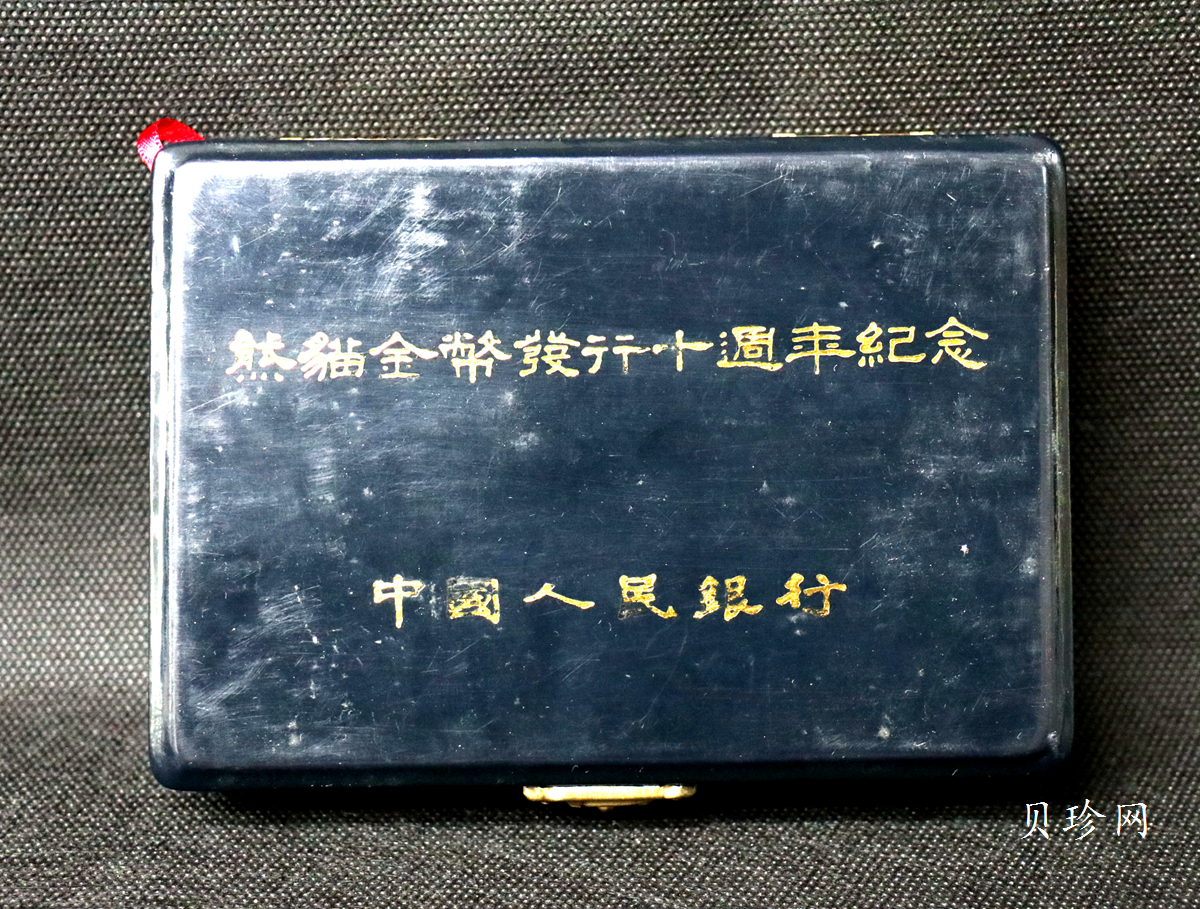 熊貓金幣發行十週年紀念
中國人民銀行
贝珍网